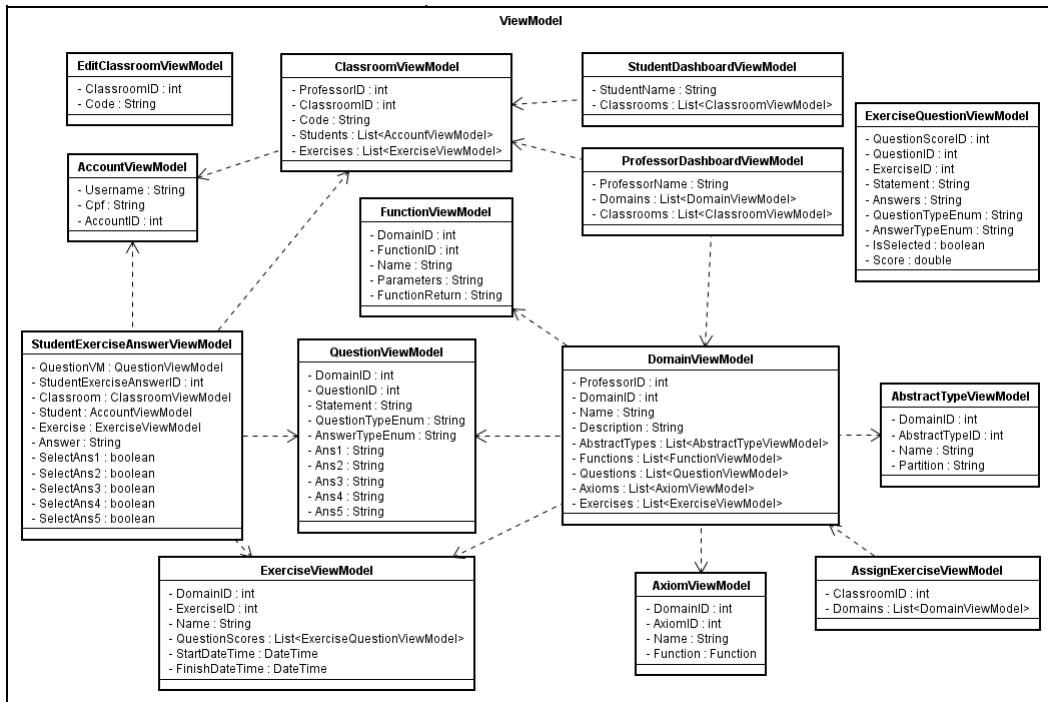 ViewModel
EditClassroomViewModel
- ClassroomID : int
- Code : String
ClassroomViewModel
- ProfessorID : int
- ClassroomID : int
- Code : String
- Students : List<AccountViewModel>
- Exercises : List<ExerciseViewModel>
StudentDashboardViewModel
- StudentName : String
- Classrooms : List<ClassroomViewModel>
ExerciseQuestionViewModel
- QuestionScoreID : int
- QuestionID : int
- ExerciseID : int
- Statement : String
- Answers : String
- QuestionTypeEnum : String
- AnswerTypeEnum : String
- IsSelected : boolean
- Score : double
AccountViewModel
- Username : String
- Cpf : String
- AccountID : int
ProfessorDashboardViewModel
- ProfessorName : String
- Domains : List<DomainViewModel>
- Classrooms : List<ClassroomViewModel>
FunctionViewModel
- DomainID : int
- FunctionID : int
- Name : String
- Parameters : String
- FunctionReturn : String
StudentExerciseAnswerViewModel
- QuestionVM : QuestionViewModel
- StudentExerciseAnswerID : int
- Classroom : ClassroomViewModel
- Student : AccountViewModel
- Exercise : ExerciseViewModel
- Answer : String
- SelectAns1 : boolean
- SelectAns2 : boolean
- SelectAns3 : boolean
- SelectAns4 : boolean
- SelectAns5 : boolean
QuestionViewModel
- DomainID : int
- QuestionID : int
- Statement : String
- QuestionTypeEnum : String
- AnswerTypeEnum : String
- Ans1 : String
- Ans2 : String
- Ans3 : String
- Ans4 : String
- Ans5 : String
DomainViewModel
- ProfessorID : int
- DomainID : int
- Name : String
- Description : String
- AbstractTypes : List<AbstractTypeViewModel>
- Functions : List<FunctionViewModel>
- Questions : List<QuestionViewModel>
- Axioms : List<AxiomViewModel>
- Exercises : List<ExerciseViewModel>
AbstractTypeViewModel
- DomainID : int
- AbstractTypeID : int
- Name : String
- Partition : String
ExerciseViewModel
- DomainID : int
- ExerciseID : int
- Name : String
- QuestionScores : List<ExerciseQuestionViewModel>
- StartDateTime : DateTime
- FinishDateTime : DateTime
AxiomViewModel
- DomainID : int
- AxiomID : int
- Name : String
- Function : Function
AssignExerciseViewModel
- ClassroomID : int
- Domains : List<DomainViewModel>